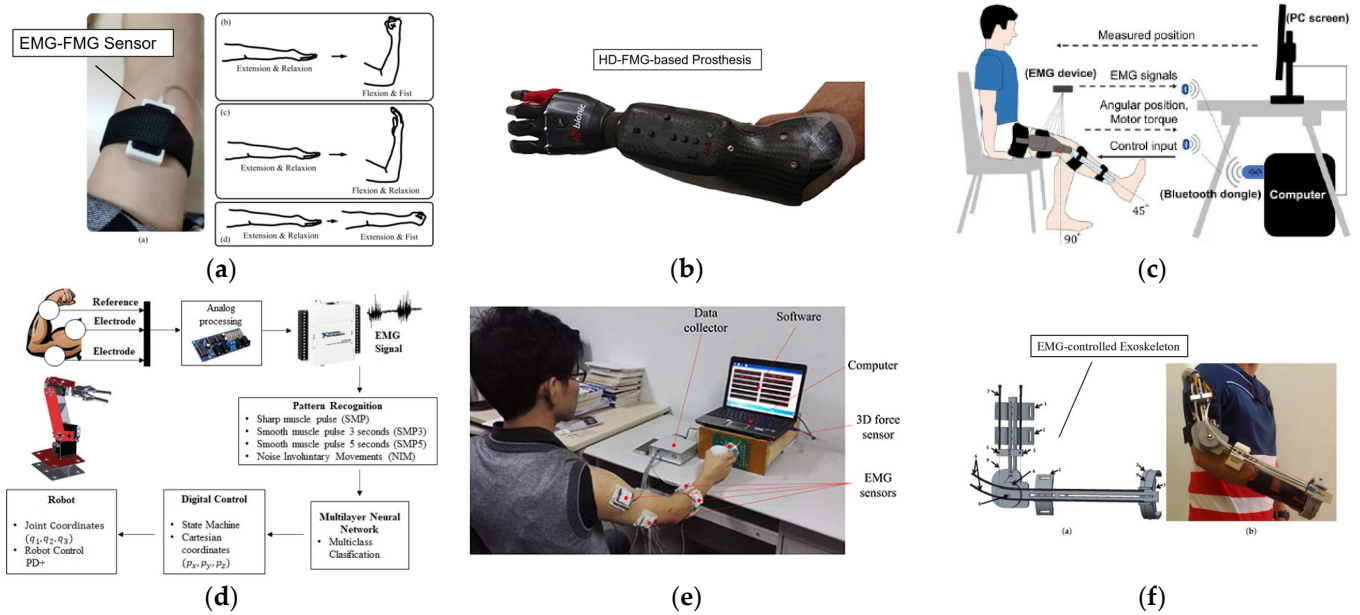 EMG-FMG Sensor
(a)
(b)
Extension & Relaxion
Flexion & Fist
(c)
Extension & Relaxion
Flexion & Relaxion
(d)
Extension & Relaxion
Extension & Fist
(a)
HD-FMG-based Prosthesis
bionic
(b)
(PC screen)
Measured position
(EMG device)
EMG signals
Angular position,
Motor torque
Control input
(Bluetooth dongle)
Computer
45°
90°
(c)
Reference
Electrode
Electrode
Analog
processing
EMG
Signal
Pattern Recognition
• Sharp muscle pulse (SMP)
• Smooth muscle pulse 3 seconds (SMP3)
• Smooth muscle pulse 5 seconds (SMP5)
• Noise Involuntary Movements (NIM)
Robot
• Joint Coordinates
(q₁, q₂, q₃)
• Robot Control
PD+
Digital Control
• State Machine
• Cartesian
coordinates
(pₓ, pᵧ, p_z)
Multilayer Neural
Network
• Multiclass
Clasification
(d)
Data
collector
Software
Computer
3D force
sensor
EMG
sensors
(e)
EMG-controlled Exoskeleton
(a)
(b)
(f)